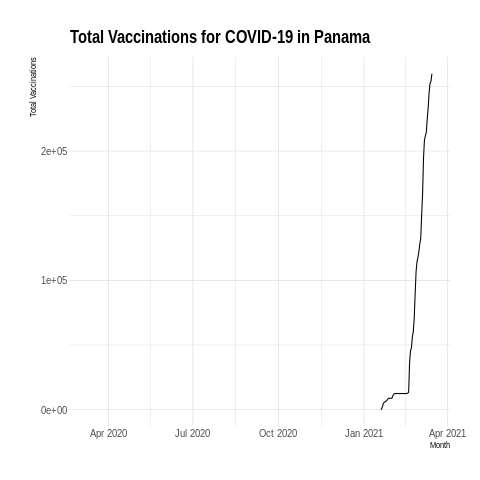 Total Vaccinations for COVID-19 in Panama
Total Vaccinations
2e+05
1e+05
0e+00
Apr 2020 Jul 2020 Oct 2020 Jan 2021 Apr 2021
Month